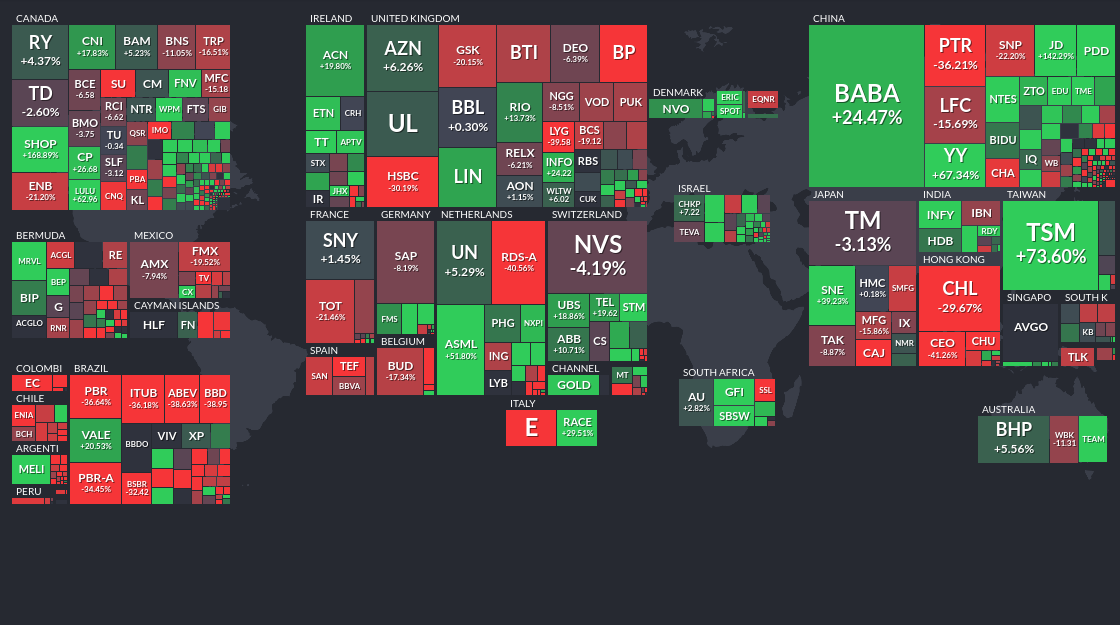 CANADA
RY
+4.37%
CNI
+17.83%
BAM
+5.23%
BNS
-11.05%
TRP
-16.51%
TD
-2.60%
BCE
-6.58
SU
CM
FNV
MFC
-15.18
RCI
-6.62
NTR
WPM
FTS
GIB
BMO
-3.75
TU
-0.34
QSR
IMO
SHOP
+168.89%
CP
+26.68
SLF
-3.12
PBA
ENB
-21.20%
LULU
+62.96
CNQ
KL
BERMUDA
MRVL
ACGL
RE
BEP
BIP
G
ACGLO
RNR
MEXICO
AMX
-7.94%
FMX
-19.52%
TV
CX
CAYMAN ISLANDS
HLF
FN
COLOMBI
EC
CHILE
ENIA
BCH
ARGENTI
MELI
PERU
BRAZIL
PBR
-36.64%
ITUB
-36.18%
ABEV
-38.63%
BBD
-38.95
VALE
+20.53%
BBDO
VIV
XP
PBR-A
-34.45%
BSBR
-32.42
IRELAND
ACN
+19.80%
ETN
CRH
TT
APTV
STX
JHX
IR
UNITED KINGDOM
AZN
+6.26%
GSK
-20.15%
BTI
DEO
-6.39%
BP
UL
BBL
+0.30%
RIO
+13.73%
NGG
-8.51%
VOD
PUK
LYG
-39.58
BCS
-19.12
HSBC
-30.19%
LIN
RELX
-6.21%
INFO
+24.22
RBS
AON
+1.15%
WLTW
+6.02
CUK
FRANCE
SNY
+1.45%
TOT
-21.46%
SPAIN
SAN
TEF
BBVA
GERMANY
SAP
-8.19%
FMS
BELGIUM
BUD
-17.34%
NETHERLANDS
UN
+5.29%
RDS-A
-40.56%
ASML
+51.80%
PHG
NXPI
ING
LYB
SWITZERLAND
NVS
-4.19%
UBS
+18.86%
TEL
+19.62
STM
ABB
+10.71%
CS
CHANNEL
GOLD
MT
ITALY
E
RACE
+29.51%
DENMARK
NVO
ERIC
SPOT
EQNR
ISRAEL
CHKP
+7.22
TEVA
SOUTH AFRICA
AU
+2.82%
GFI
SSL
SBSW
CHINA
BABA
+24.47%
PTR
-36.21%
SNP
-22.20%
JD
+142.29%
PDD
LFC
-15.69%
NTES
ZTO
EDU
TME
BIDU
YY
+67.34%
IQ
WB
CHA
JAPAN
TM
-3.13%
SNE
+39.23%
HMC
+0.18%
SMFG
MFG
-15.86%
IX
TAK
-8.87%
CAJ
NMR
INDIA
INFY
IBN
HDB
RDY
HONG KONG
CHL
-29.67%
CEO
-41.26%
CHU
TAIWAN
TSM
+73.60%
SINGAPO
AVGO
SOUTH K
KB
TLK
AUSTRALIA
BHP
+5.56%
WBK
-11.31
TEAM